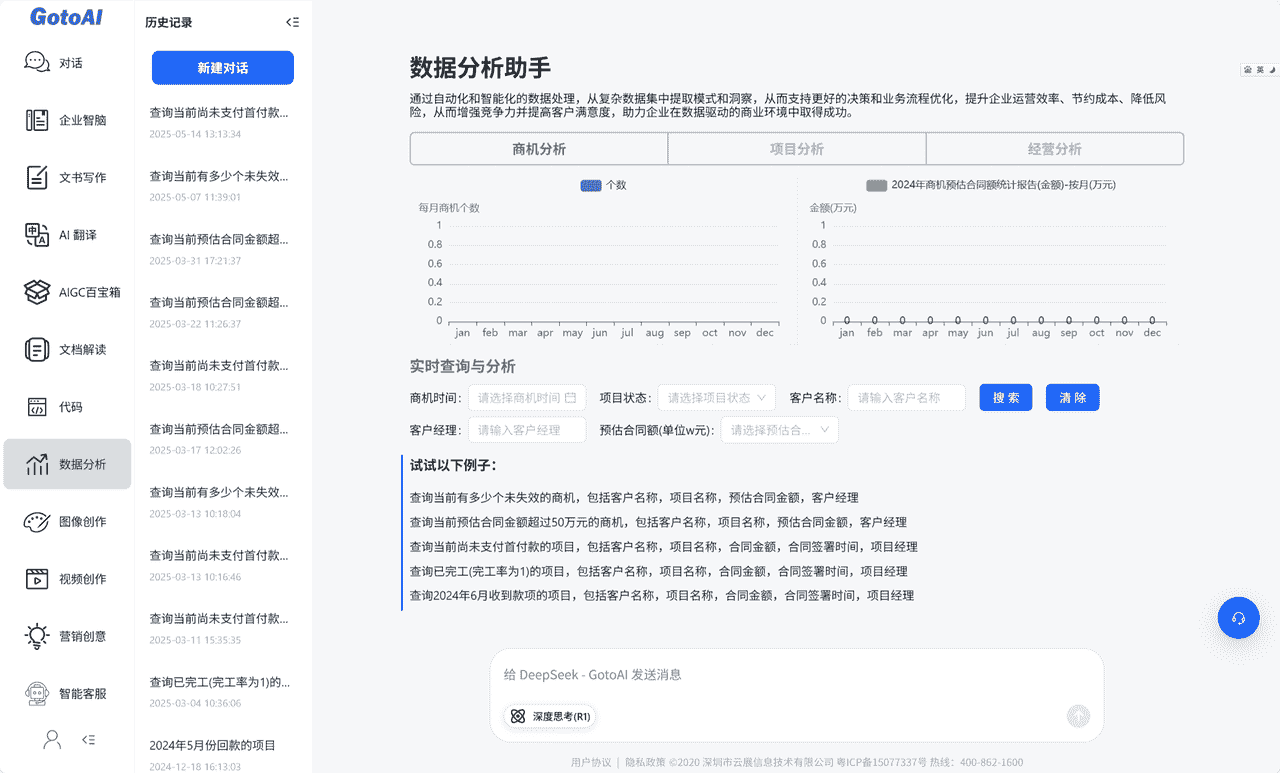 GotoAI
对话
企业智脑
文书写作
AI 翻译
AIGC百宝箱
文档解读
代码
数据分析
图像创作
视频创作
营销创意
智能客服
历史记录
新建对话
查询当前尚未支付首付款...
2025-05-14 13:13:34
查询当前有多少个未失效...
2025-05-07 11:39:01
查询当前预估合同金额超...
2025-03-31 17:21:37
查询当前预估合同金额超...
2025-03-22 11:26:37
查询当前尚未支付首付款...
2025-03-18 10:27:51
查询当前预估合同金额超...
2025-03-17 12:02:26
查询当前有多少个未失效...
2025-03-13 10:18:04
查询当前尚未支付首付款...
2025-03-13 10:16:46
查询当前尚未支付首付款...
2025-03-11 15:35:35
查询已完工(完工率为1)的...
2025-03-04 10:36:06
2024年5月份回款的项目
2024-12-18 16:13:03
数据分析助手
通过自动化和智能化的数据处理，从复杂数据集中提取模式和洞察，从而支持更好的决策和业务流程优化，提升企业运营效率、节约成本、降低风
险，从而增强竞争力并提高客户满意度，助力企业在数据驱动的商业环境中取得成功。
商机分析 项目分析 经营分析
个数
每月商机个数
1
0.8
0.6
0.4
0.2
0
jan feb mar apr may jun jul aug sep oct nov dec
2024年商机预估合同额统计报告(金额)-按月(万元)
金额(万元)
1
0.8
0.6
0.4
0.2
0
0 0 0 0 0 0 0 0 0 0 0 0
jan feb mar apr may jun jul aug sep oct nov dec
实时查询与分析
商机时间： 请选择商机时间 项目状态： 请选择项目状态 客户名称： 请输入客户名称 搜 索 清 除
客户经理： 请输入客户经理 预估合同额(单位w元)： 请选择预估合...
试试以下例子：
查询当前有多少个未失效的商机，包括客户名称，项目名称，预估合同金额，客户经理
查询当前预估合同金额超过50万元的商机，包括客户名称，项目名称，预估合同金额，客户经理
查询当前尚未支付首付款的项目，包括客户名称，项目名称，合同金额，合同签署时间，项目经理
查询已完工(完工率为1)的项目，包括客户名称，项目名称，合同金额，合同签署时间，项目经理
查询2024年6月收到款项的项目，包括客户名称，项目名称，合同金额，合同签署时间，项目经理
给 DeepSeek - GotoAI 发送消息
深度思考(R1)
用户协议 | 隐私政策 ©2020 深圳市云展信息技术有限公司 粤ICP备15077337号 热线：400-862-1600
英